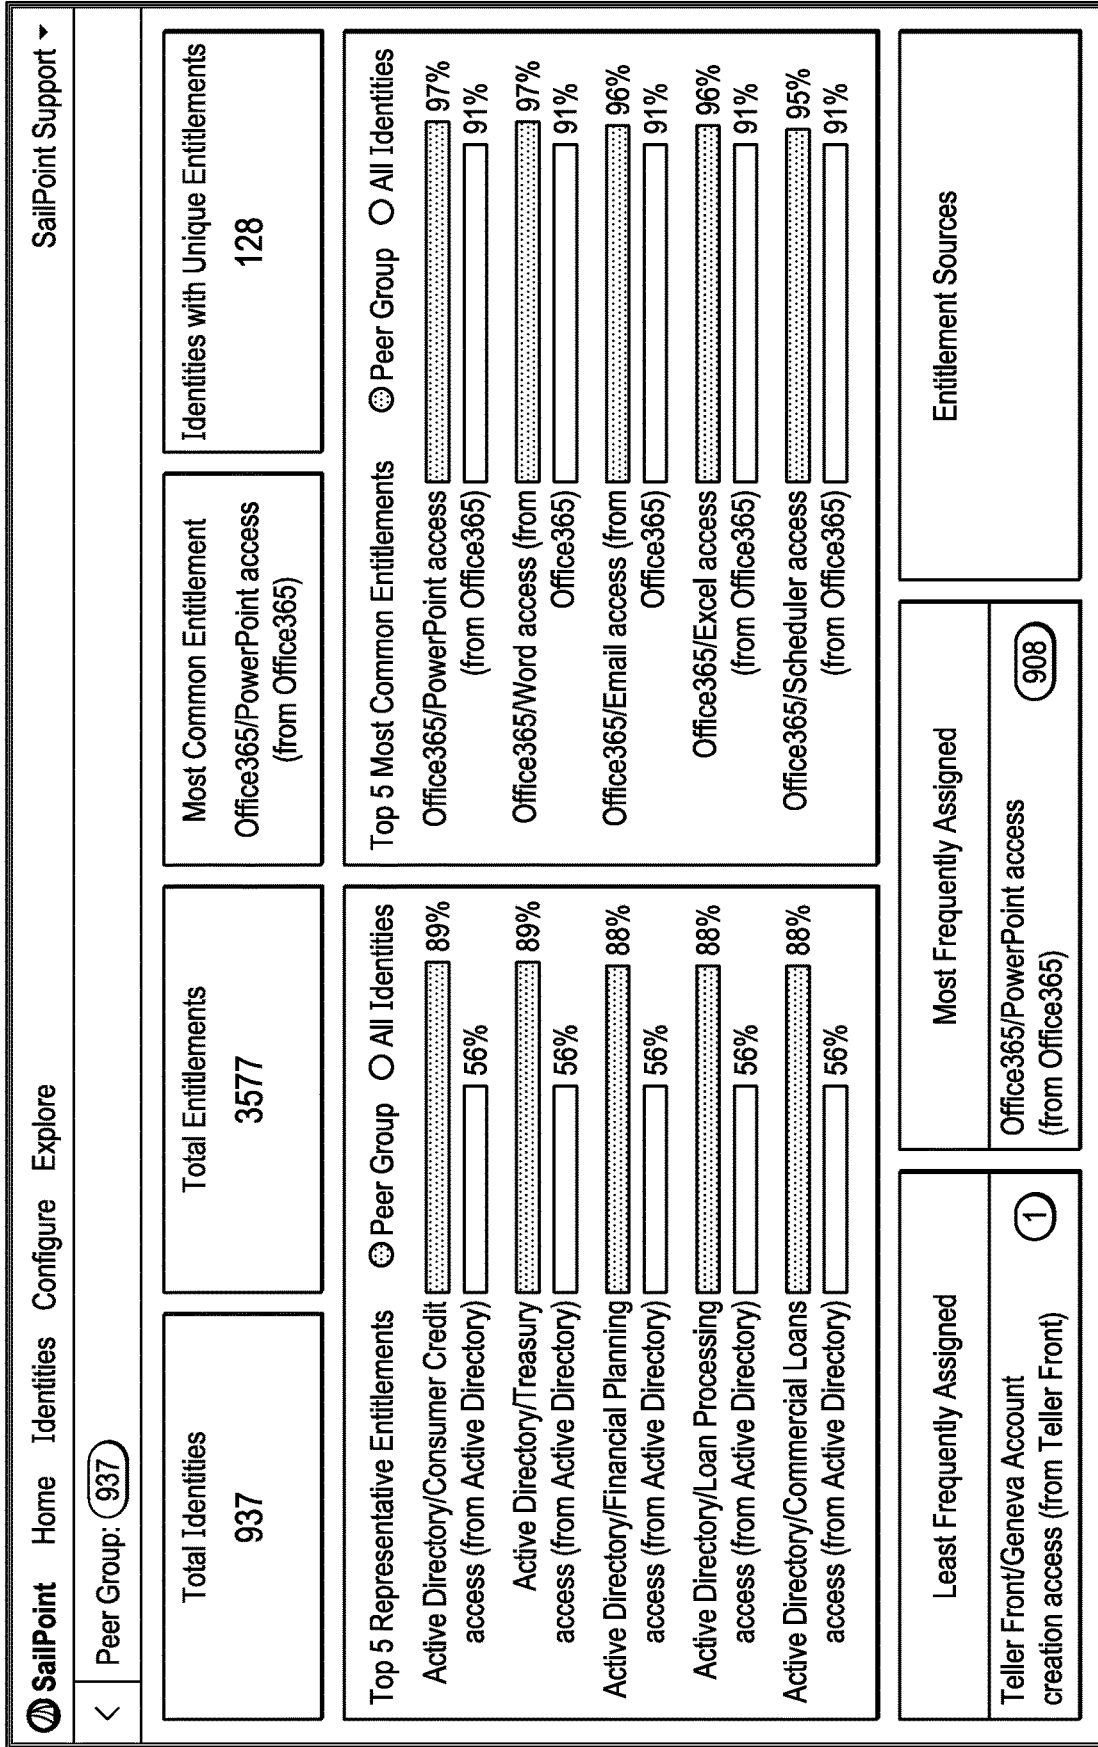 SailPoint Home Identities Configure Explore SailPoint Support
< Peer Group: 937
Total Identities
937
Total Entitlements
3577
Most Common Entitlement
Office365/PowerPoint access
(from Office365)
Identities with Unique Entitlements
128
Top 5 Representative Entitlements Peer Group All Identities
Active Directory/Consumer Credit 89%
access (from Active Directory) 56%
Active Directory/Treasury 89%
access (from Active Directory) 56%
Active Directory/Financial Planning 88%
access (from Active Directory) 56%
Active Directory/Loan Processing 88%
access (from Active Directory) 56%
Active Directory/Commercial Loans 88%
access (from Active Directory) 56%
Top 5 Most Common Entitlements Peer Group All Identities
Office365/PowerPoint access 97%
(from Office365) 91%
Office365/Word access (from 97%
Office365) 91%
Office365/Email access (from 96%
Office365) 91%
Office365/Excel access 96%
(from Office365) 91%
Office365/Scheduler access 95%
(from Office365) 91%
Least Frequently Assigned
Teller Front/Geneva Account
creation access (from Teller Front) 1
Most Frequently Assigned
Office365/PowerPoint access
(from Office365) 908
Entitlement Sources